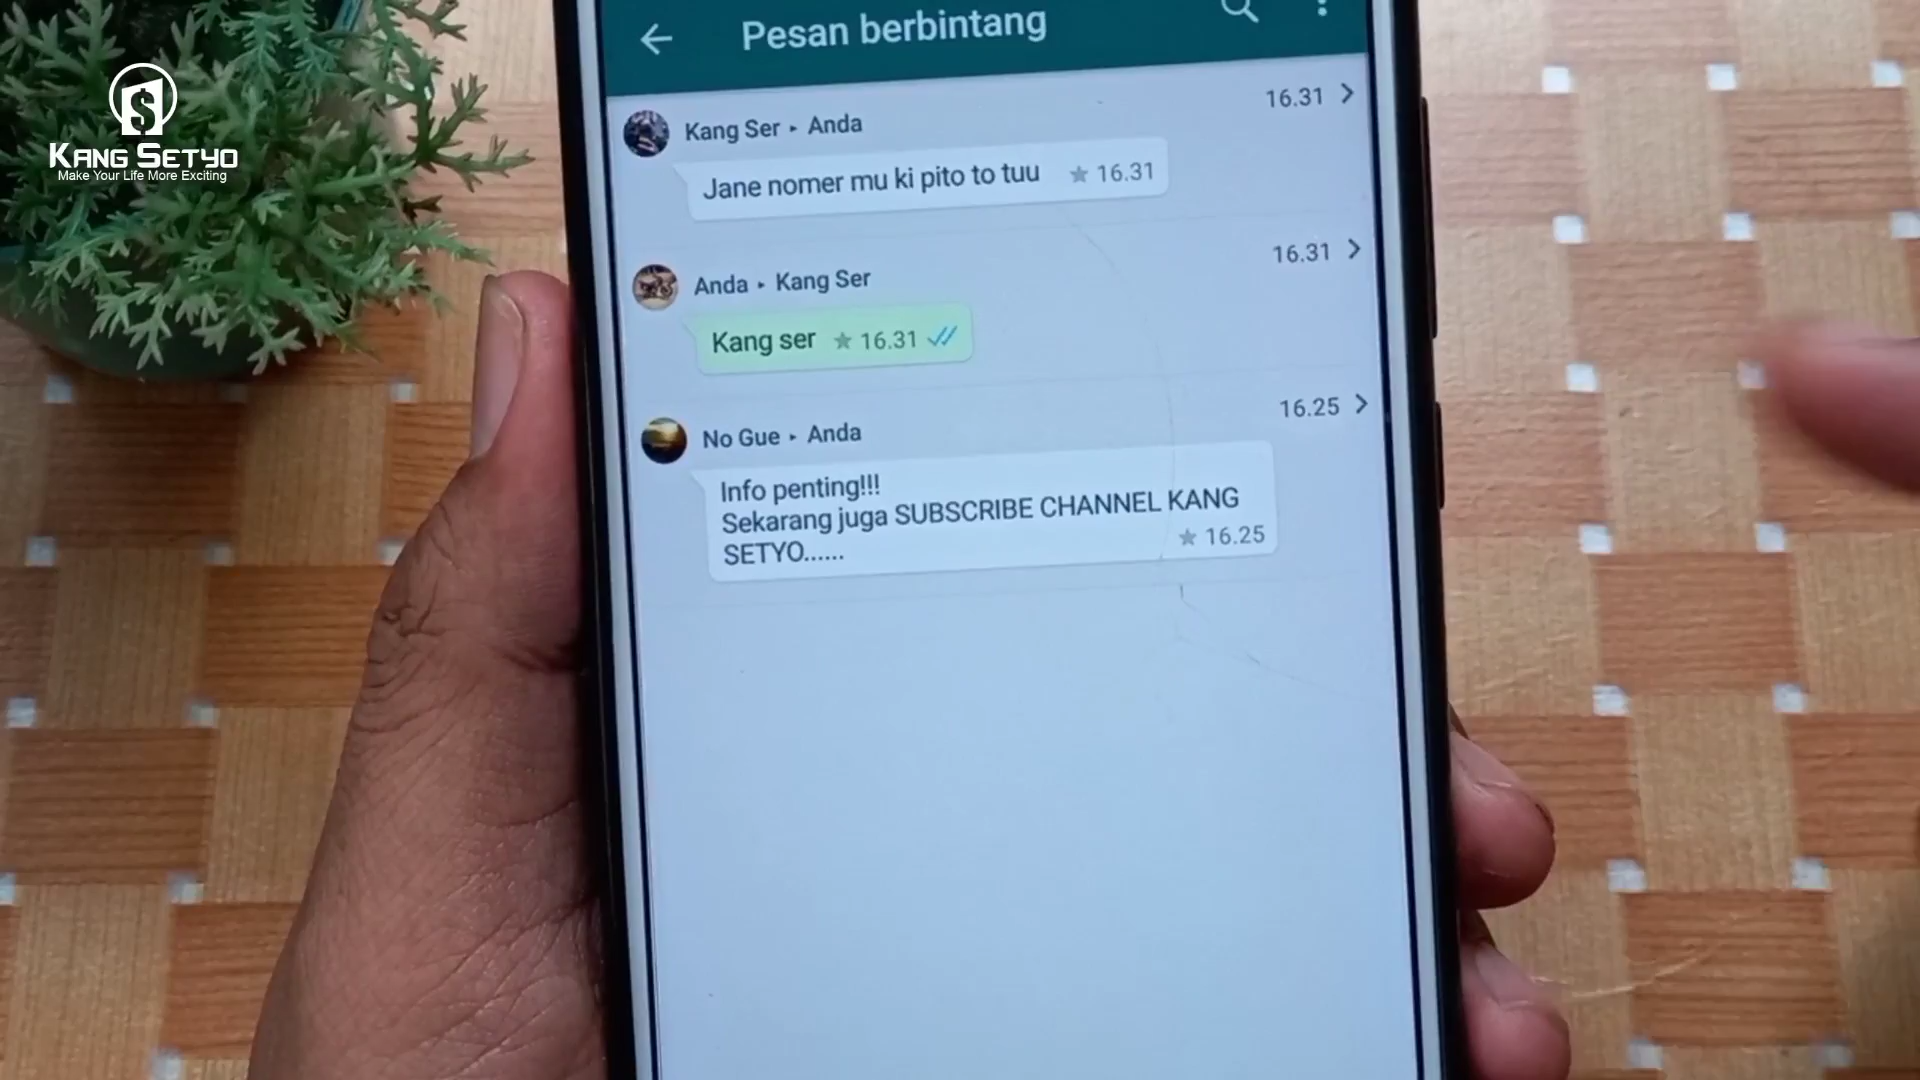 KANG SETYO
Make Your Life More Exciting
Pesan berbintang
Kang Ser ▸ Anda 16.31
Jane nomer mu ki pito to tuu ★ 16.31
Anda ▸ Kang Ser 16.31
Kang ser ★ 16.31
No Gue ▸ Anda 16.25
Info penting!!!
Sekarang juga SUBSCRIBE CHANNEL KANG
SETYO...... ★ 16.25